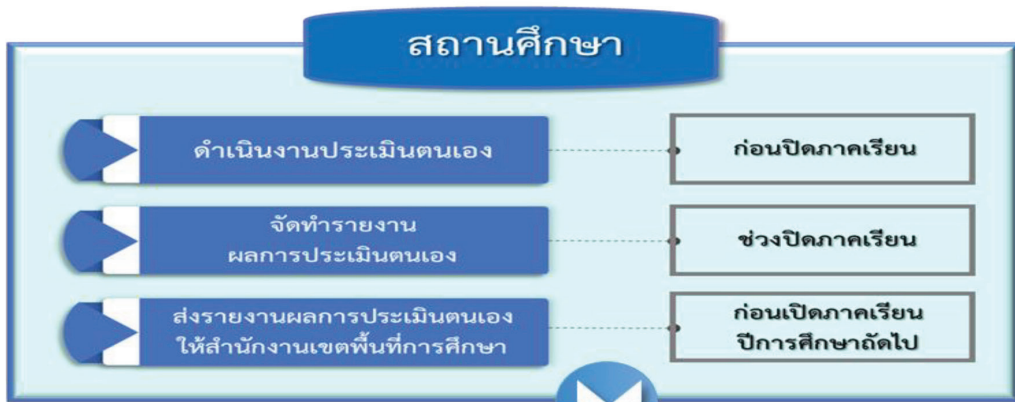 สถานศึกษา
ดำเนินงานประเมินตนเอง
ก่อนปิดภาคเรียน
จัดทำรายงาน
ผลการประเมินตนเอง
ช่วงปิดภาคเรียน
ส่งรายงานผลการประเมินตนเอง
ให้สำนักงานเขตพื้นที่การศึกษา
ก่อนเปิดภาคเรียน
ปีการศึกษาถัดไป